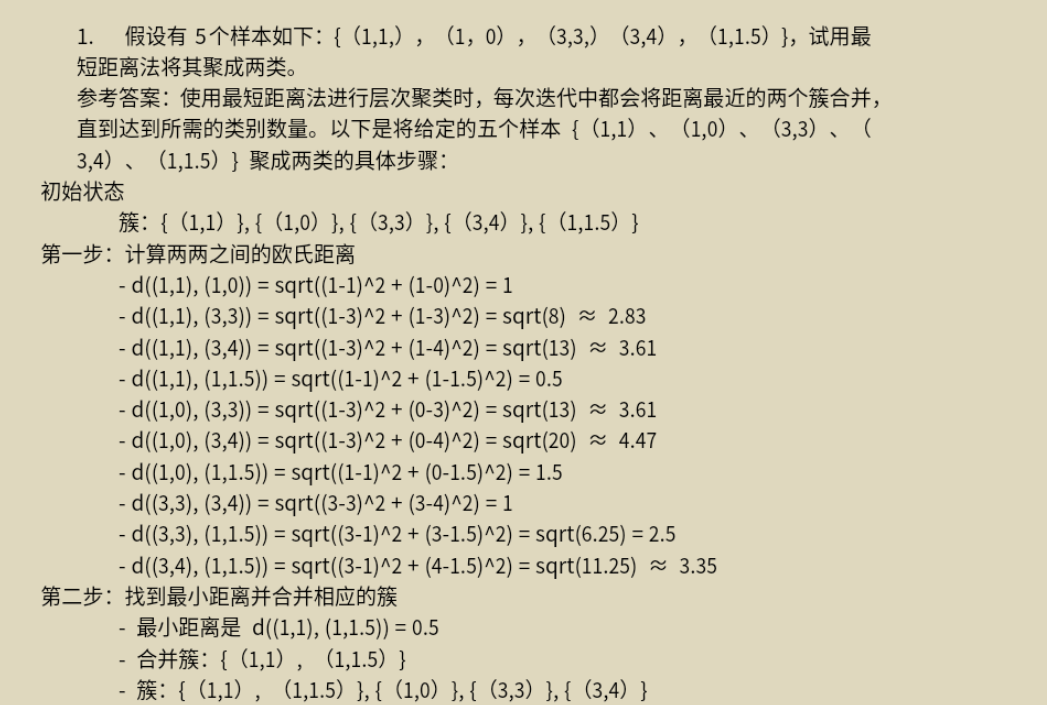 1. 假设有 5个样本如下：{（1,1,），（1，0），（3,3,）（3,4），（1,1.5）}，试用最
短距离法将其聚成两类。
参考答案：使用最短距离法进行层次聚类时，每次迭代中都会将距离最近的两个簇合并，
直到达到所需的类别数量。以下是将给定的五个样本 {（1,1）、（1,0）、（3,3）、（
3,4）、（1,1.5）} 聚成两类的具体步骤：
初始状态
簇：{（1,1）}, {（1,0）}, {（3,3）}, {（3,4）}, {（1,1.5）}
第一步：计算两两之间的欧氏距离
- d((1,1), (1,0)) = sqrt((1-1)^2 + (1-0)^2) = 1
- d((1,1), (3,3)) = sqrt((1-3)^2 + (1-3)^2) = sqrt(8) ≈ 2.83
- d((1,1), (3,4)) = sqrt((1-3)^2 + (1-4)^2) = sqrt(13) ≈ 3.61
- d((1,1), (1,1.5)) = sqrt((1-1)^2 + (1-1.5)^2) = 0.5
- d((1,0), (3,3)) = sqrt((1-3)^2 + (0-3)^2) = sqrt(13) ≈ 3.61
- d((1,0), (3,4)) = sqrt((1-3)^2 + (0-4)^2) = sqrt(20) ≈ 4.47
- d((1,0), (1,1.5)) = sqrt((1-1)^2 + (0-1.5)^2) = 1.5
- d((3,3), (3,4)) = sqrt((3-3)^2 + (3-4)^2) = 1
- d((3,3), (1,1.5)) = sqrt((3-1)^2 + (3-1.5)^2) = sqrt(6.25) = 2.5
- d((3,4), (1,1.5)) = sqrt((3-1)^2 + (4-1.5)^2) = sqrt(11.25) ≈ 3.35
第二步：找到最小距离并合并相应的簇
- 最小距离是 d((1,1), (1,1.5)) = 0.5
- 合并簇：{（1,1），（1,1.5）}
- 簇：{（1,1），（1,1.5）}, {（1,0）}, {（3,3）}, {（3,4）}